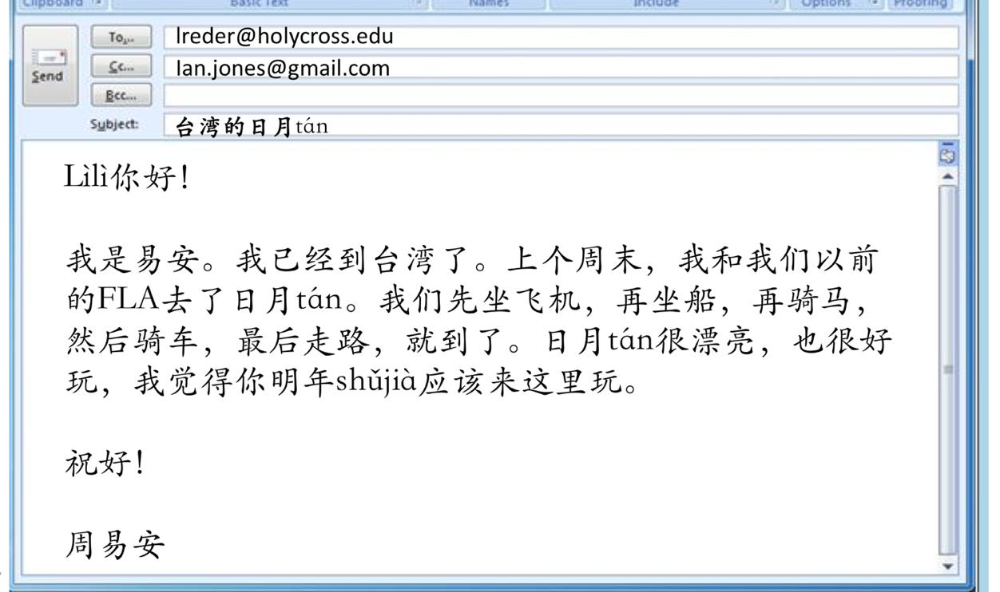 Clipboard
Basic Text
Names
Include
Options
Proofing
Send
To...
lreder@holycross.edu
Cc...
Ian.jones@gmail.com
Bcc...
Subject:
台湾的日月tán
Lìlì你好！
我是易安。我已经到台湾了。上个周末，我和我们以前
的FLA去了日月tán。我们先坐飞机，再坐船，再骑马，
然后骑车，最后走路，就到了。日月tán很漂亮，也很好
玩，我觉得你明年shǔjià应该来这里玩。
祝好！
周易安